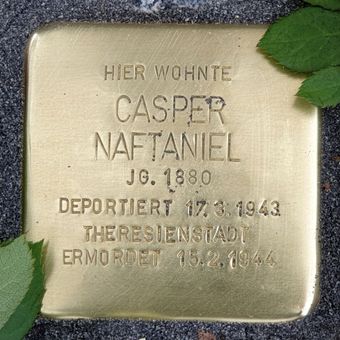 HIER WOHNTE
CASPER
NAFTANIEL
JG. 1880
DEPORTIERT 17.3.1943
THERESIENSTADT
ERMORDET 15.2.1944